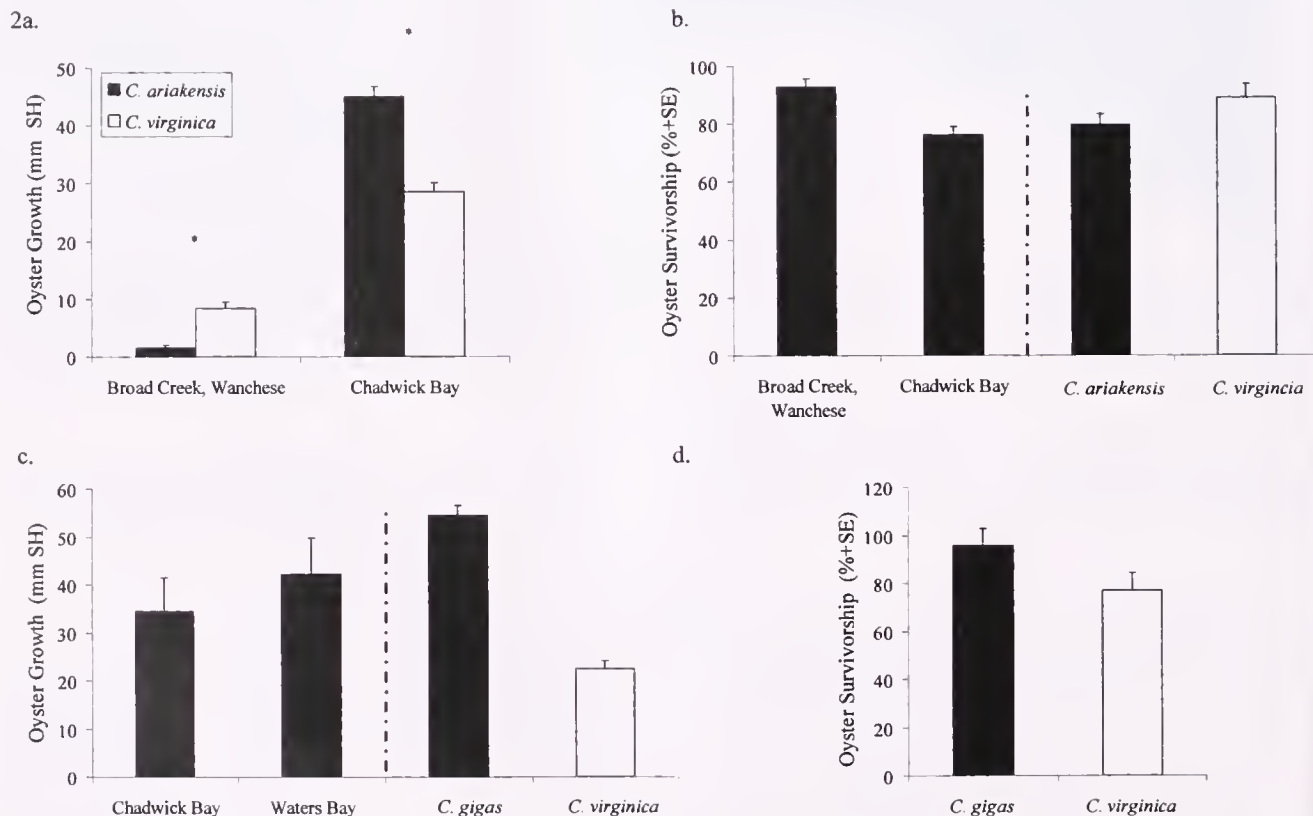 2a.
*
*
50
40
30
20
10
0
Oyster Growth (mm SH)
C. ariakensis
C. virginica
Broad Creek, Wanchese
Chadwick Bay
b.
100
80
60
40
20
0
Oyster Survivorship (%+SE)
Broad Creek,
Wanchese
Chadwick Bay
C. ariakensis
C. virgincia
c.
60
50
40
30
20
10
0
Oyster Growth (mm SH)
Chadwick Bay
Waters Bay
C. gigas
C. virginica
d.
120
100
80
60
40
20
0
Oyster Survivorship (%+SE)
C. gigas
C. virginica